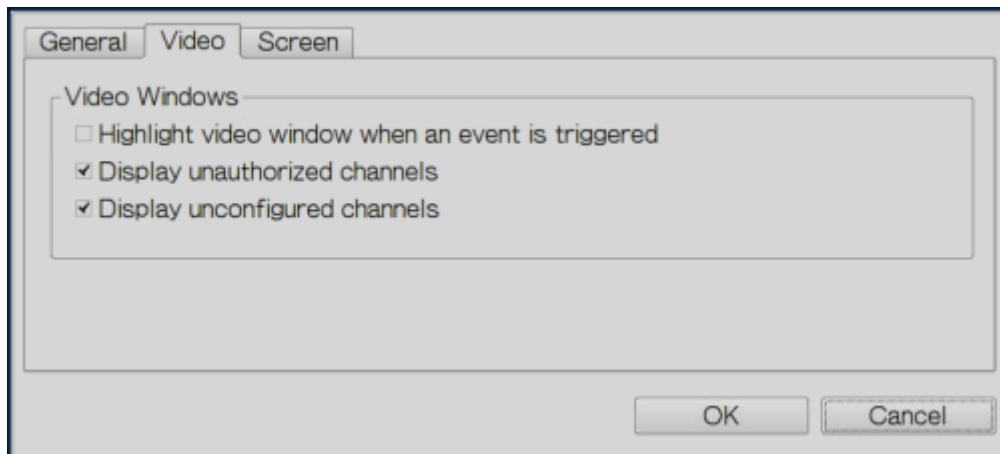 General Video Screen
Video Windows
Highlight video window when an event is triggered
Display unauthorized channels
Display unconfigured channels
OK Cancel